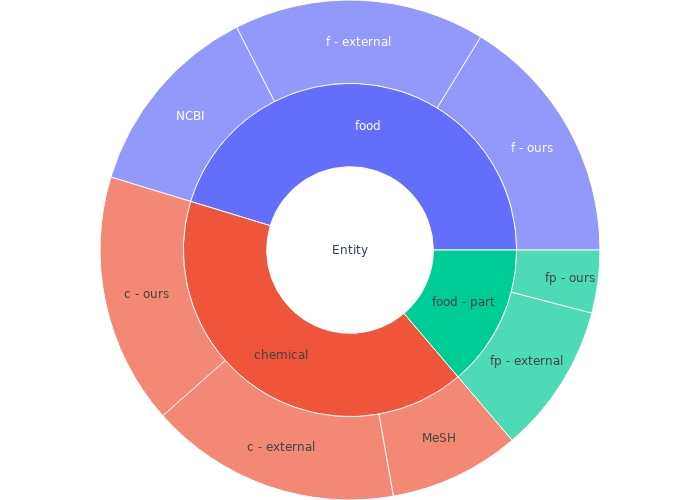 f - external
NCBI
food
f - ours
Entity
fp - ours
c - ours
food - part
chemical
fp - external
MeSH
c - external